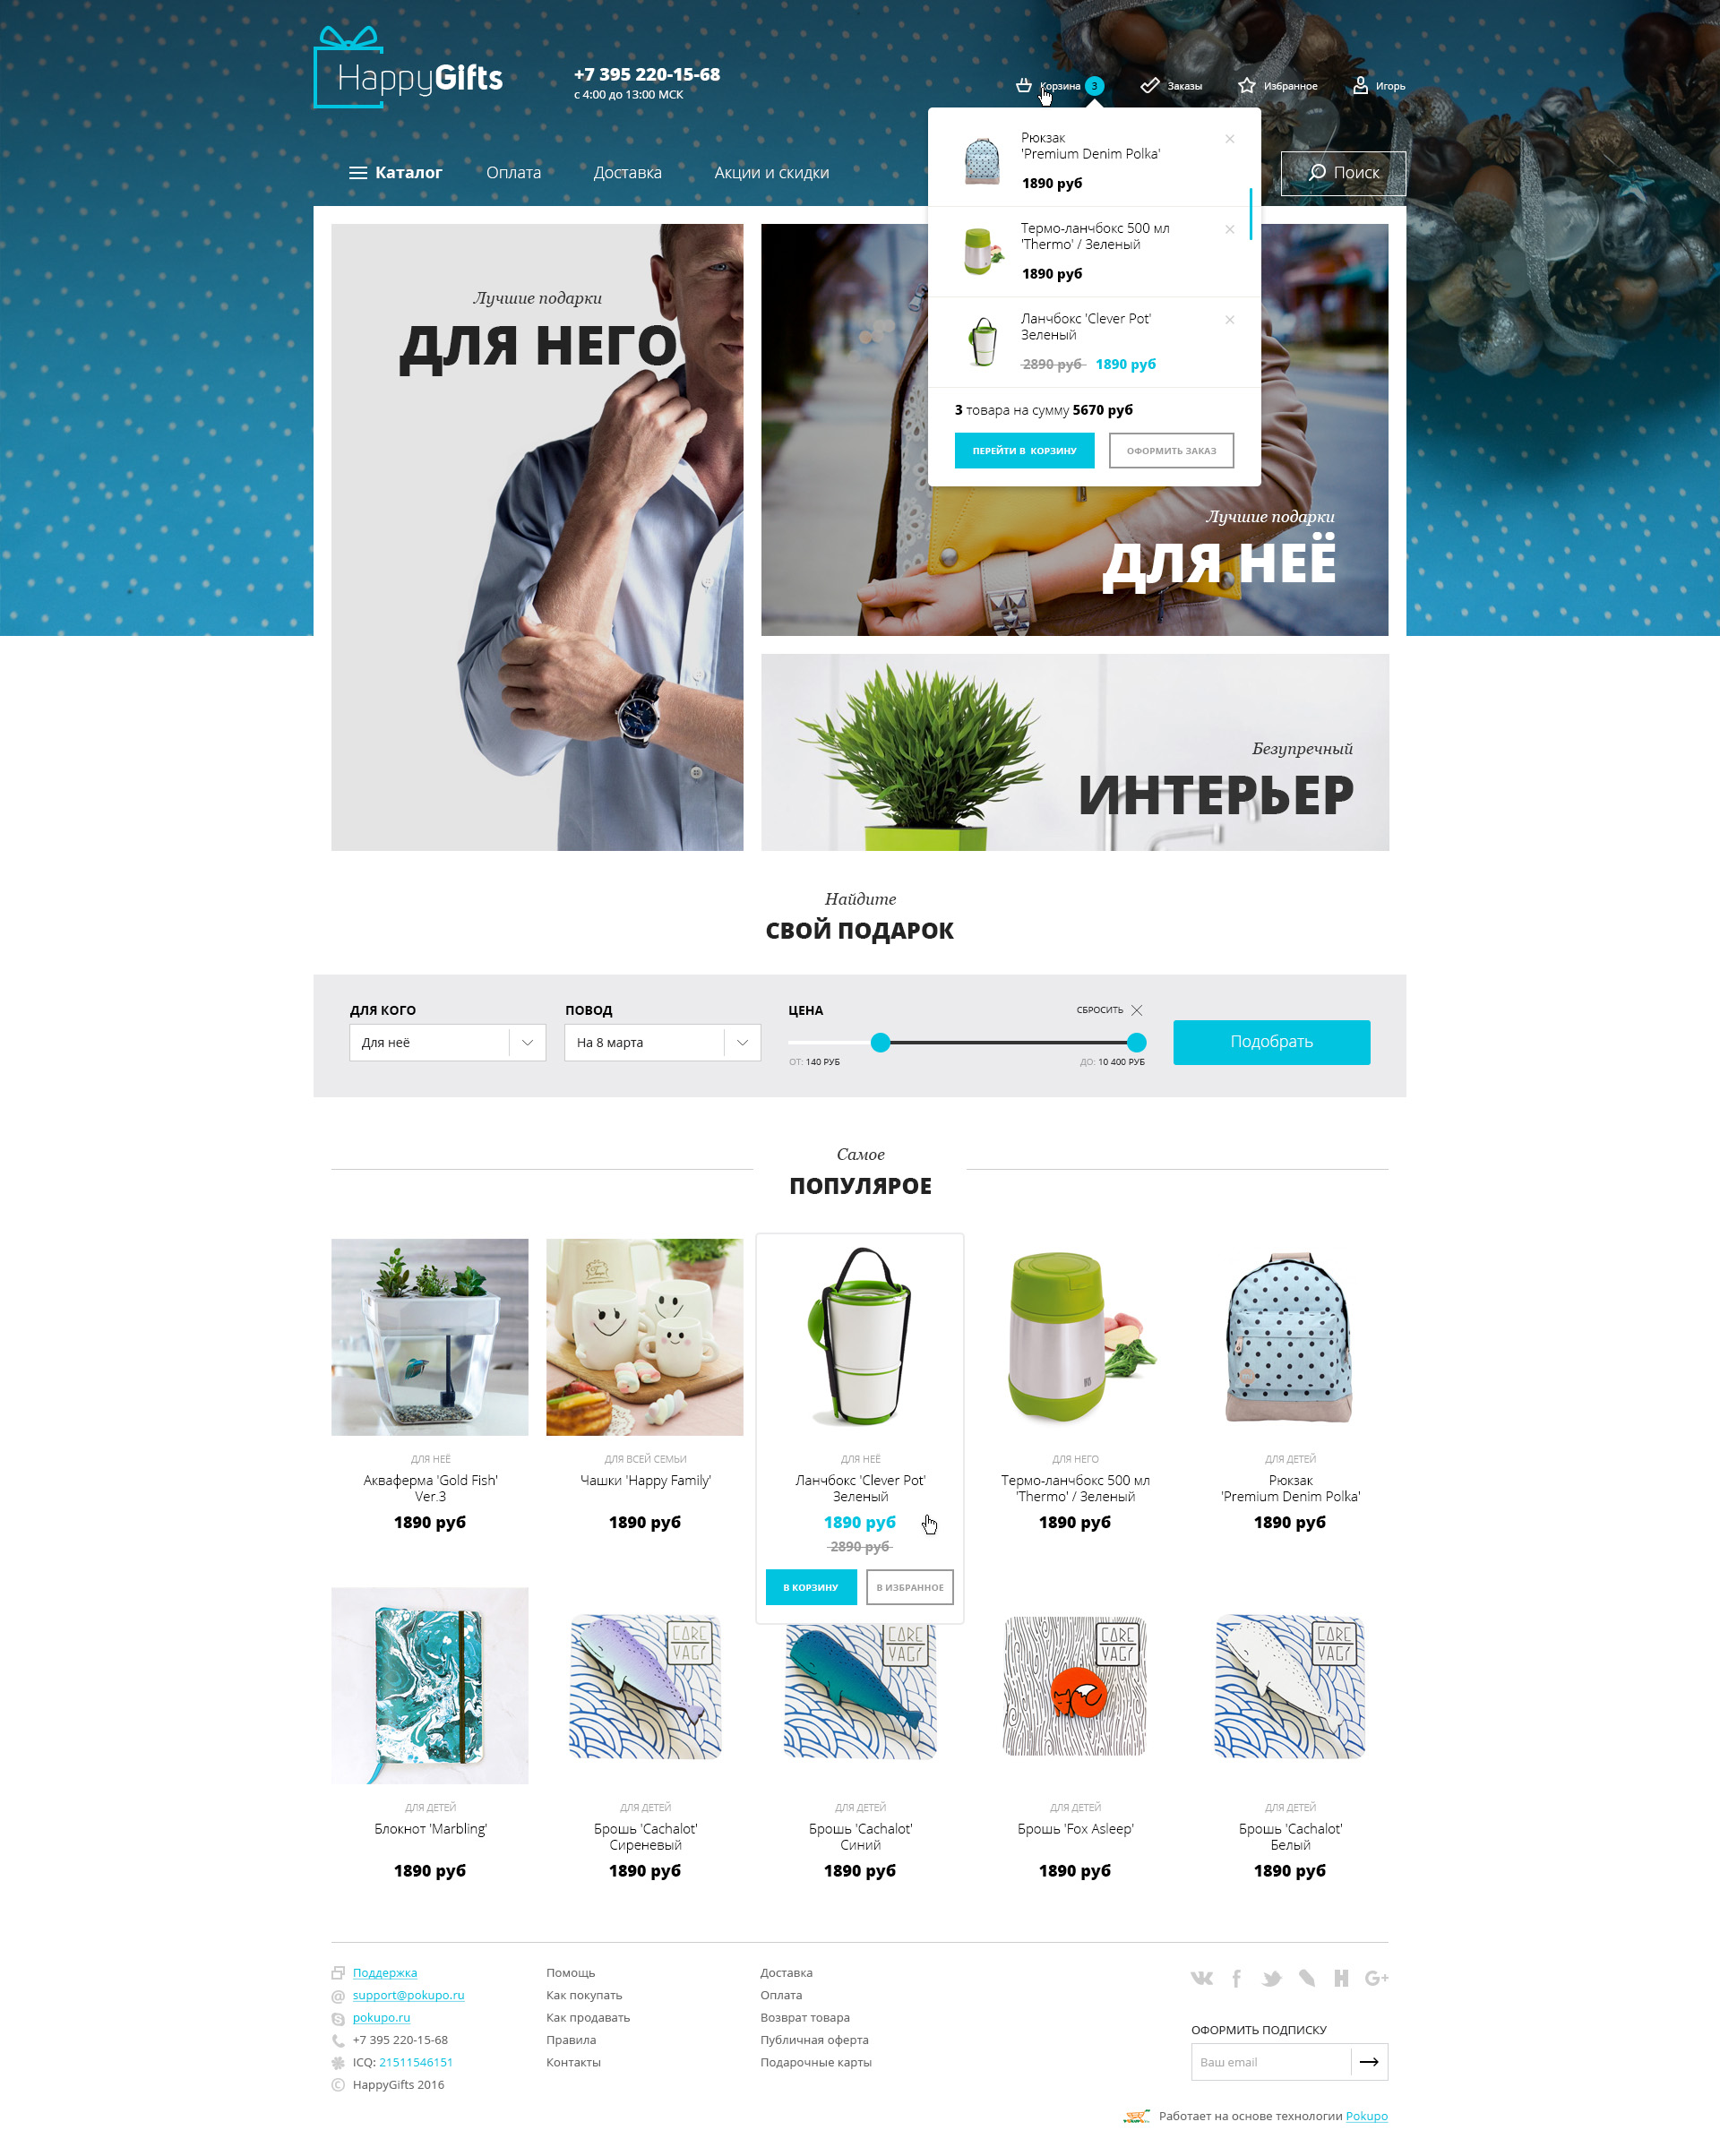 HappyGifts
+7 395 220-15-68
с 4:00 до 13:00 МСК
Корзина 3
Заказы
Избранное
Игорь
Каталог
Оплата
Доставка
Акции и скидки
Поиск
Рюкзак
'Premium Denim Polka'
1890 руб
Термо-ланчбокс 500 мл
'Thermo' / Зеленый
1890 руб
Ланчбокс 'Clever Pot'
Зеленый
2890 руб 1890 руб
3 товара на сумму 5670 руб
ПЕРЕЙТИ В КОРЗИНУ
ОФОРМИТЬ ЗАКАЗ
Лучшие подарки
ДЛЯ НЕГО
Лучшие подарки
ДЛЯ НЕЁ
Безупречный
ИНТЕРЬЕР
Найдите
СВОЙ ПОДАРОК
ДЛЯ КОГО
Для неё
ПОВОД
На 8 марта
ЦЕНА
СБРОСИТЬ
ОТ: 140 РУБ
ДО: 10 400 РУБ
Подобрать
Самое
ПОПУЛЯРОЕ
ДЛЯ НЕЁ
Акваферма 'Gold Fish'
Ver.3
1890 руб
ДЛЯ ВСЕЙ СЕМЬИ
Чашки 'Happy Family'
1890 руб
ДЛЯ НЕЁ
Ланчбокс 'Clever Pot'
Зеленый
1890 руб
2890 руб
В КОРЗИНУ
В ИЗБРАННОЕ
ДЛЯ НЕГО
Термо-ланчбокс 500 мл
'Thermo' / Зеленый
1890 руб
ДЛЯ ДЕТЕЙ
Рюкзак
'Premium Denim Polka'
1890 руб
ДЛЯ ДЕТЕЙ
Блокнот 'Marbling'
1890 руб
CARE
VAGY
ДЛЯ ДЕТЕЙ
Брошь 'Cachalot'
Сиреневый
1890 руб
CARE
VAGY
ДЛЯ ДЕТЕЙ
Брошь 'Cachalot'
Синий
1890 руб
CARE
VAGY
ДЛЯ ДЕТЕЙ
Брошь 'Fox Asleep'
1890 руб
CARE
VAGY
ДЛЯ ДЕТЕЙ
Брошь 'Cachalot'
Белый
1890 руб
Поддержка
support@pokupo.ru
pokupo.ru
+7 395 220-15-68
ICQ: 21511546151
© HappyGifts 2016
Помощь
Как покупать
Как продавать
Правила
Контакты
Доставка
Оплата
Возврат товара
Публичная оферта
Подарочные карты
ОФОРМИТЬ ПОДПИСКУ
Ваш email
Работает на основе технологии Pokupo